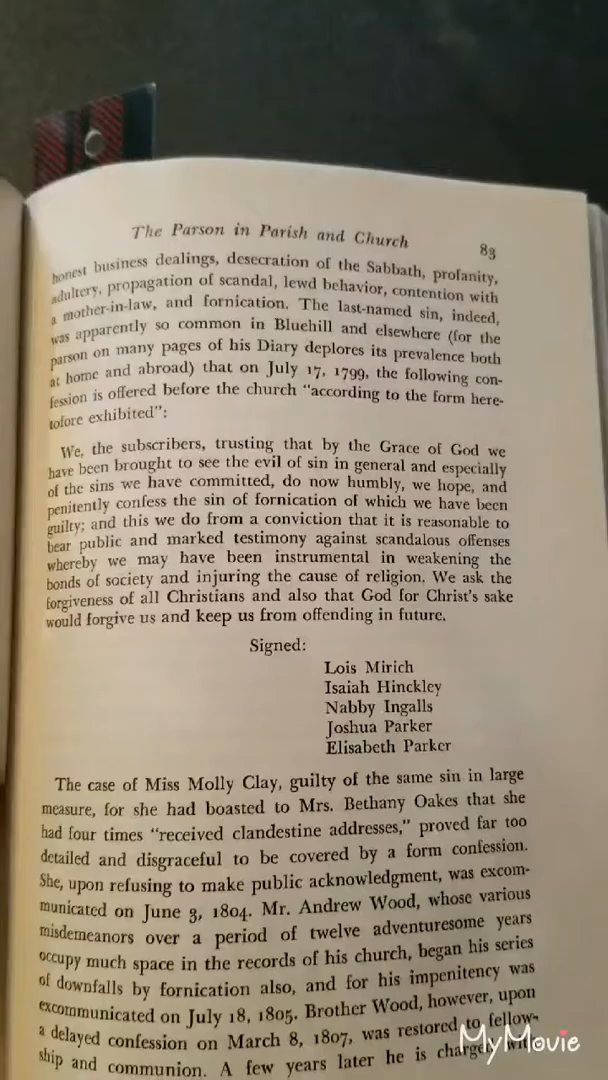 The Parson in Parish and Church 83
honest business dealings, desecration of the Sabbath, profanity,
adultery, propagation of scandal, lewd behavior, contention with
a mother-in-law, and fornication. The last-named sin, indeed,
was apparently so common in Bluehill and elsewhere (for the
parson on many pages of his Diary deplores its prevalence both
at home and abroad) that on July 17, 1799, the following con-
fession is offered before the church "according to the form here-
tofore exhibited":
We, the subscribers, trusting that by the Grace of God we
have been brought to see the evil of sin in general and especially
of the sins we have committed, do now humbly, we hope, and
penitently confess the sin of fornication of which we have been
guilty; and this we do from a conviction that it is reasonable to
bear public and marked testimony against scandalous offenses
whereby we may have been instrumental in weakening the
bonds of society and injuring the cause of religion. We ask the
forgiveness of all Christians and also that God for Christ's sake
would forgive us and keep us from offending in future.
Signed:
Lois Mirich
Isaiah Hinckley
Nabby Ingalls
Joshua Parker
Elisabeth Parker
The case of Miss Molly Clay, guilty of the same sin in large
measure, for she had boasted to Mrs. Bethany Oakes that she
had four times "received clandestine addresses," proved far too
detailed and disgraceful to be covered by a form confession.
She, upon refusing to make public acknowledgment, was excom-
municated on June 3, 1804. Mr. Andrew Wood, whose various
misdemeanors over a period of twelve adventuresome years
occupy much space in the records of his church, began his series
of downfalls by fornication also, and for his impenitency was
excommunicated on July 18, 1805. Brother Wood, however, upon
a delayed confession on March 8, 1807, was restored to fellow-
ship and communion. A few years later he is charged
MyMovie